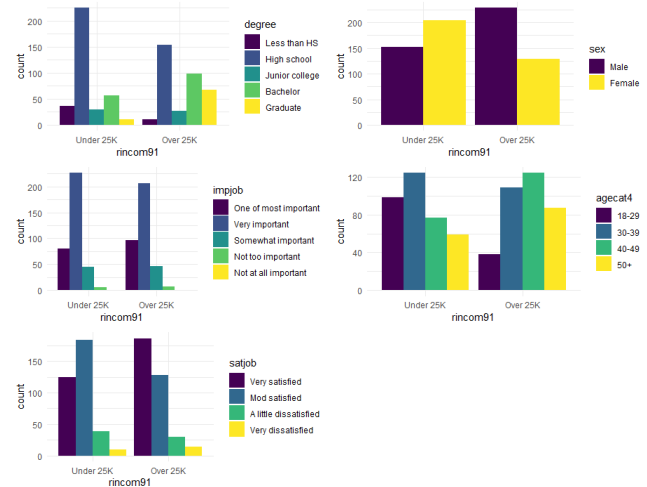 degree
Less than HS
High school
Junior college
Bachelor
Graduate
count
200
150
100
50
0
Under 25K
Over 25K
rincom91
sex
Male
Female
count
200
150
100
50
0
Under 25K
Over 25K
rincom91
impjob
One of most important
Very important
Somewhat important
Not too important
Not at all important
count
200
150
100
50
0
Under 25K
Over 25K
rincom91
agecat4
18-29
30-39
40-49
50+
count
120
80
40
0
Under 25K
Over 25K
rincom91
satjob
Very satisfied
Mod satisfied
A little dissatisfied
Very dissatisfied
count
150
100
50
0
Under 25K
Over 25K
rincom91